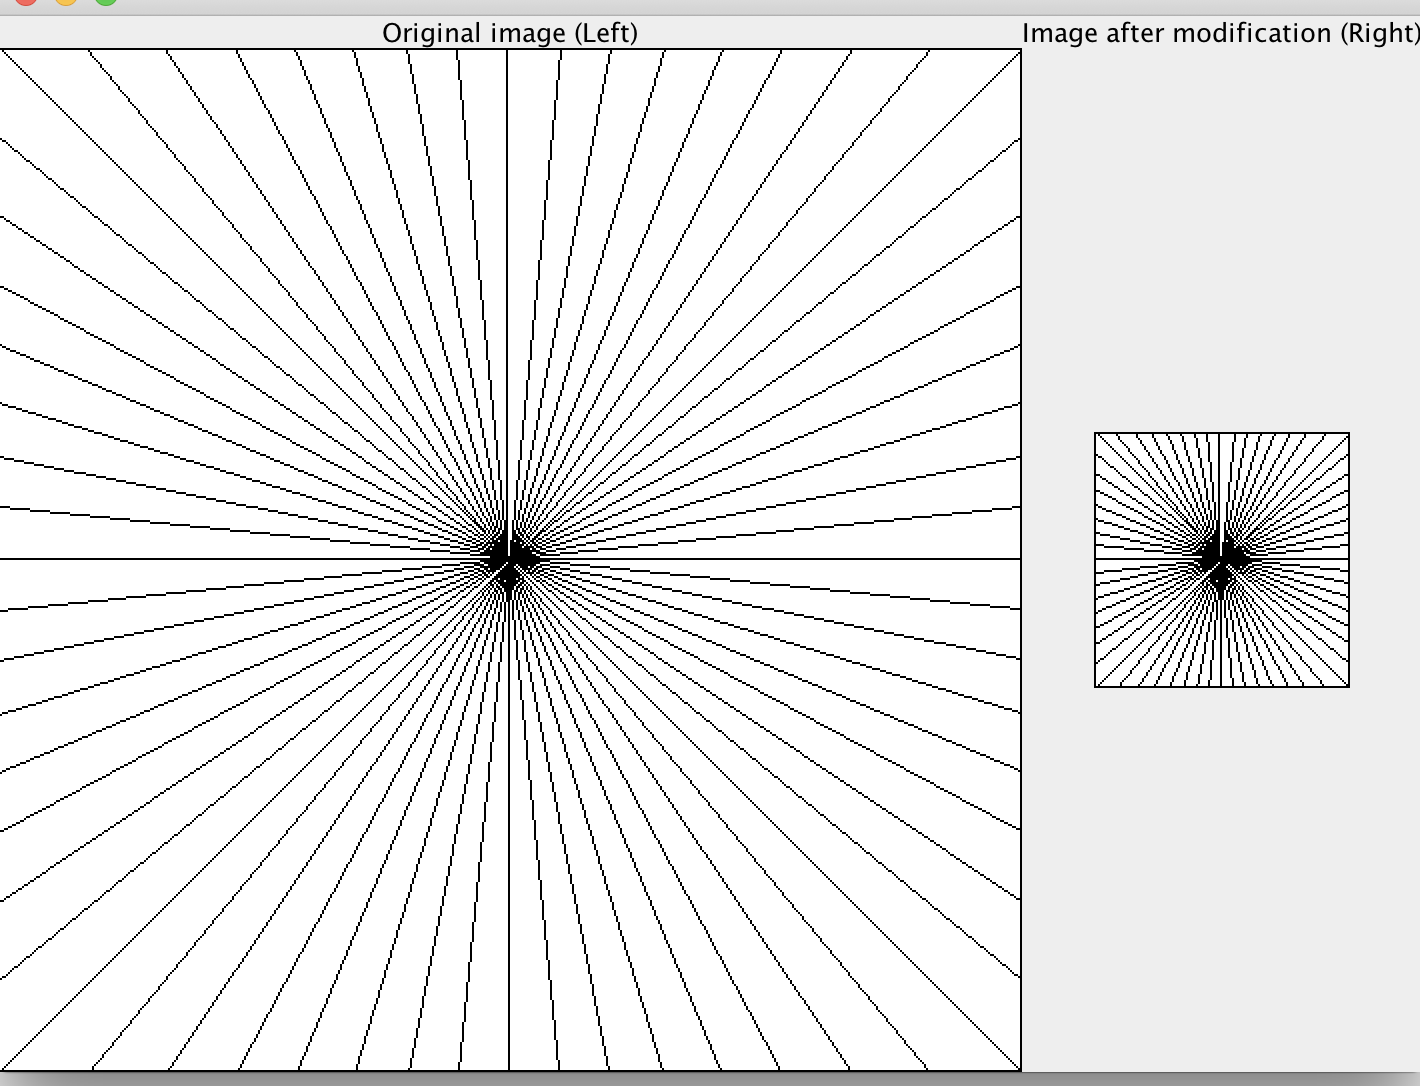 Original image (Left)
Image after modification (Right)